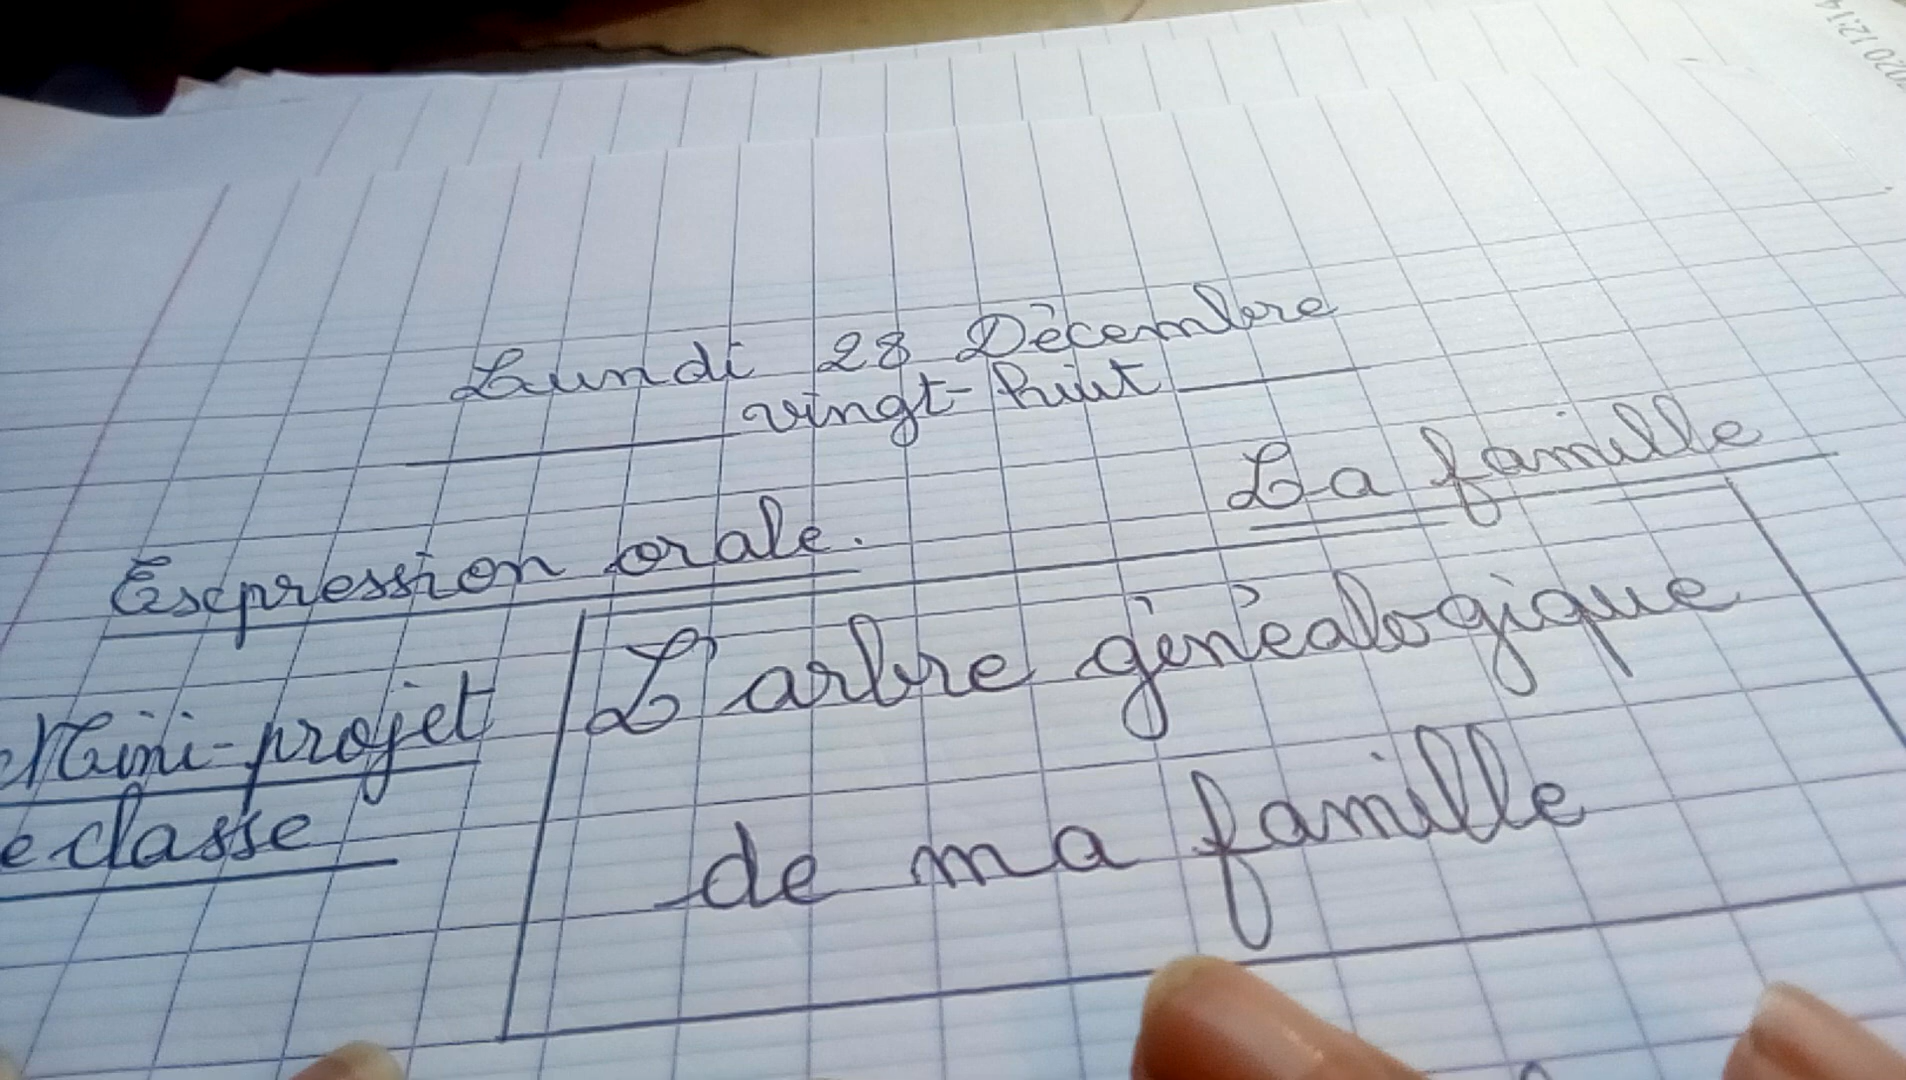 Lundi 28 Décembre
vingt-huit
La famille
Expression orale.
L'arbre généalogique
de ma famille
Mini-projet
e classe